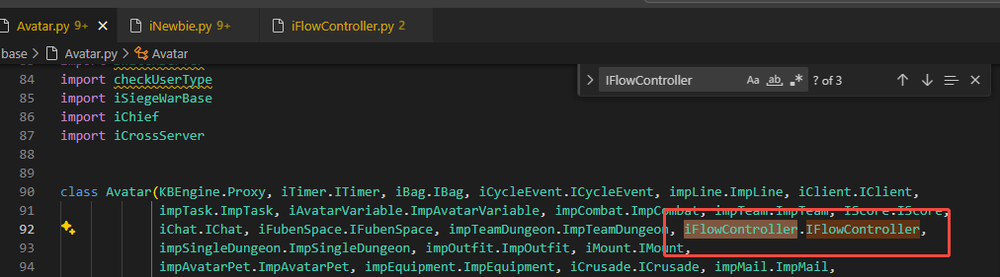 Avatar.py 9+ × iNewbie.py 9+ iFlowController.py 2
base > Avatar.py > Avatar
84 import checkUserType
85 import iSiegeWarBase
86 import iChief
87 import iCrossServer
88
89
90 class Avatar(KBEngine.Proxy, iTimer.ITimer, iBag.IBag, iCycleEvent.ICycleEvent, impLine.ImpLine, iClient.IClient,
91 impTask.ImpTask, iAvatarVariable.ImpAvatarVariable, impCombat.ImpCombat, impTeam.ImpTeam, iScore.IScore,
92 iChat.IChat, iFubenSpace.IFubenSpace, impTeamDungeon.ImpTeamDungeon, iFlowController.IFlowController,
93 impSingleDungeon.ImpSingleDungeon, impOutfit.ImpOutfit, iMount.IMount,
94 impAvatarPet.ImpAvatarPet, impEquipment.ImpEquipment, iCrusade.ICrusade, impMail.ImpMail,
IFlowController Aa ab .* ? of 3